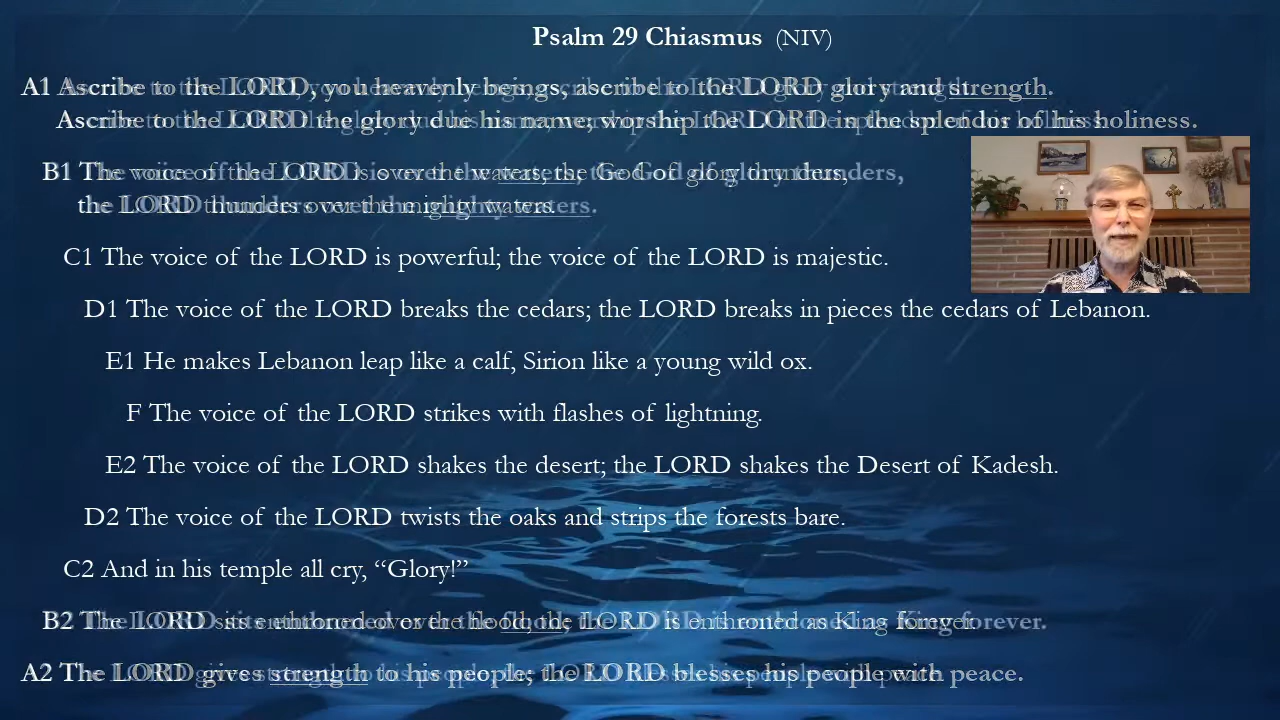 Psalm 29 Chiasmus (NIV)
A1 Ascribe to the LORD, you heavenly beings, ascribe to the LORD glory and strength.
Ascribe to the LORD the glory due his name; worship the LORD in the splendor of his holiness.
B1 The voice of the LORD is over the waters; the God of glory thunders,
the LORD thunders over the mighty waters.
C1 The voice of the LORD is powerful; the voice of the LORD is majestic.
D1 The voice of the LORD breaks the cedars; the LORD breaks in pieces the cedars of Lebanon.
E1 He makes Lebanon leap like a calf, Sirion like a young wild ox.
F The voice of the LORD strikes with flashes of lightning.
E2 The voice of the LORD shakes the desert; the LORD shakes the Desert of Kadesh.
D2 The voice of the LORD twists the oaks and strips the forests bare.
C2 And in his temple all cry, “Glory!”
B2 The LORD sits enthroned over the flood; the LORD is enthroned as King forever.
A2 The LORD gives strength to his people; the LORD blesses his people with peace.